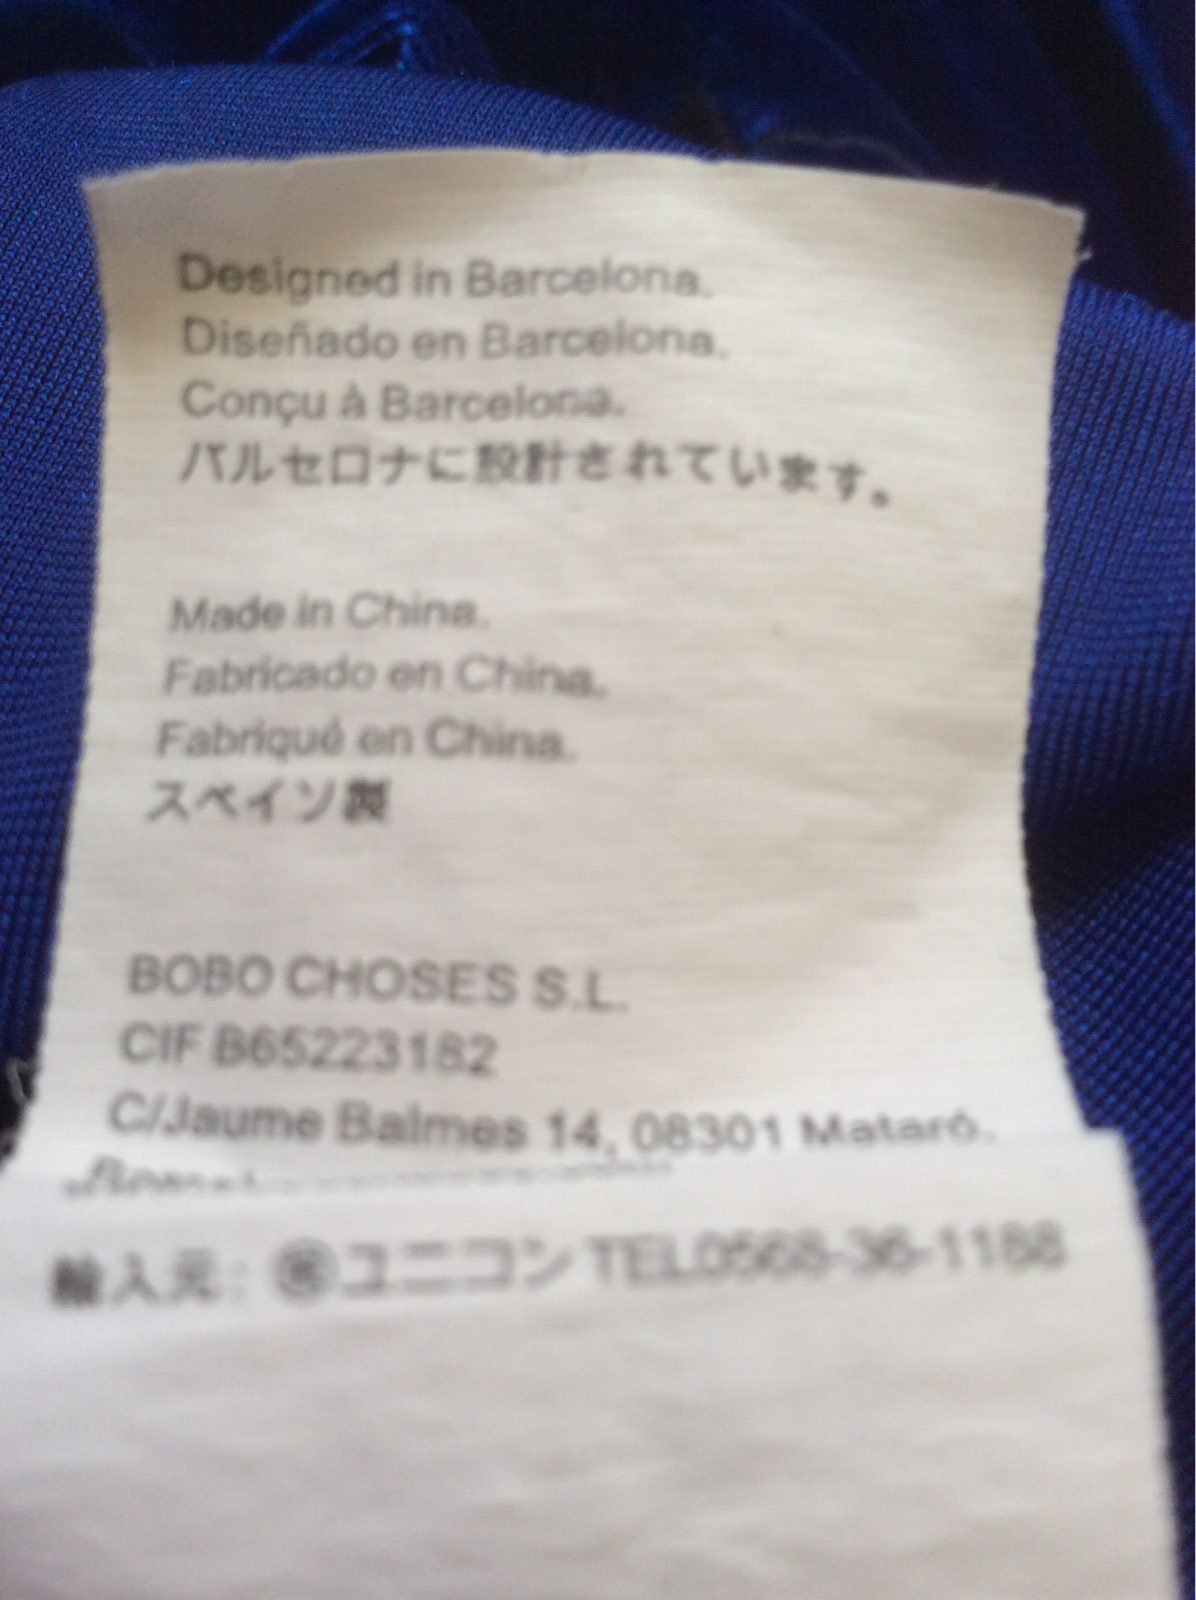 Designed in Barcelona.
Diseñado en Barcelona.
Conçu à Barcelona.
バルセロナに設計されています。
Made in China.
Fabricado en China.
Fabriqué en China.
スペイン製
BOBO CHOSES S.L.
CIF B65223182
C/Jaume Balmes 14, 08301 Mataró.
輸入元: ㈱ユニコン TEL0568-36-1188